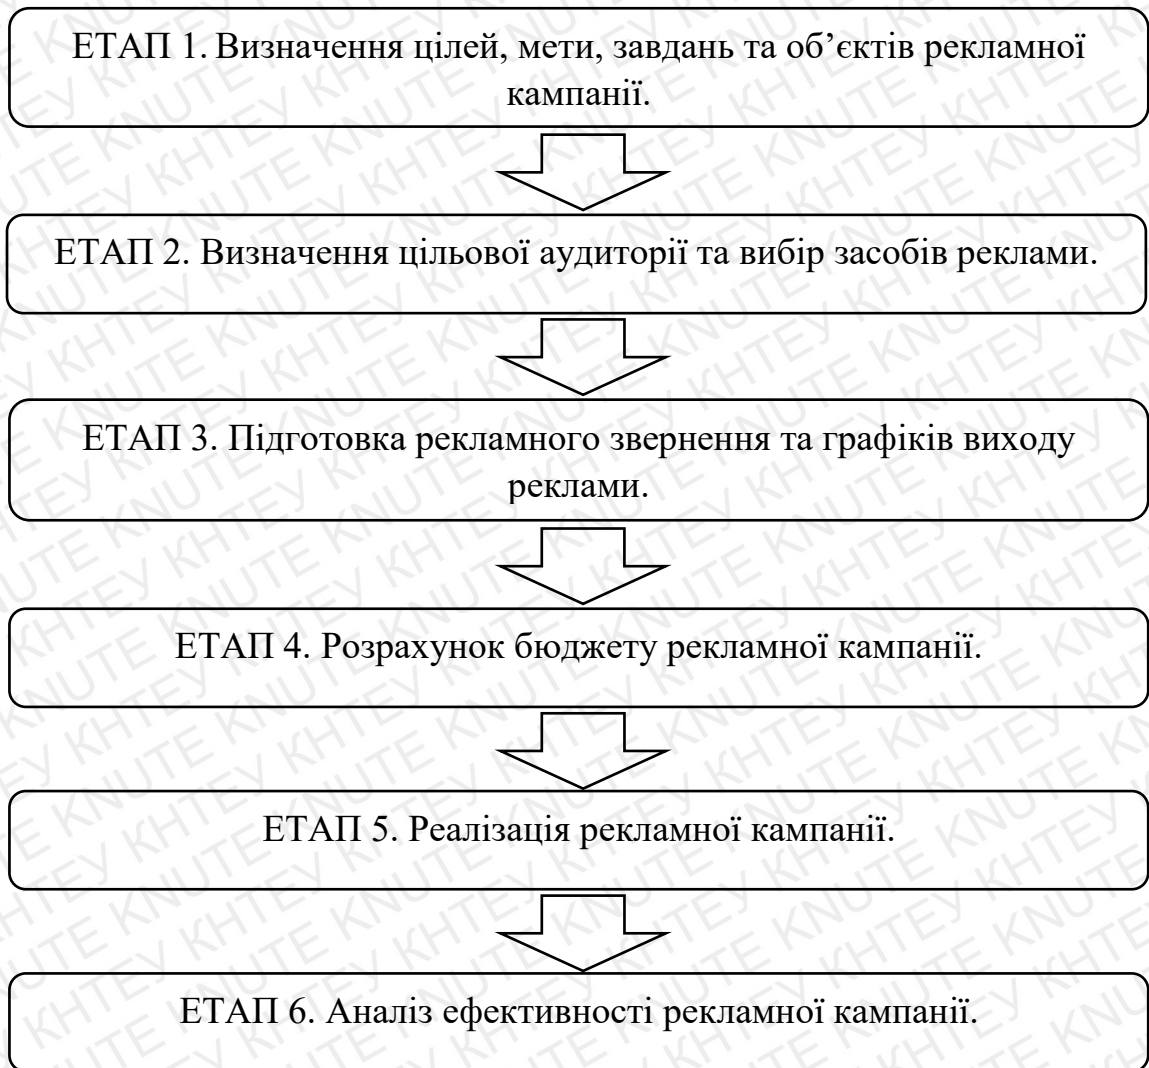 ЕТАП 1. Визначення цілей, мети, завдань та об’єктів рекламної
кампанії.
ЕТАП 2. Визначення цільової аудиторії та вибір засобів реклами.
ЕТАП 3. Підготовка рекламного звернення та графіків виходу
реклами.
ЕТАП 4. Розрахунок бюджету рекламної кампанії.
ЕТАП 5. Реалізація рекламної кампанії.
ЕТАП 6. Аналіз ефективності рекламної кампанії.